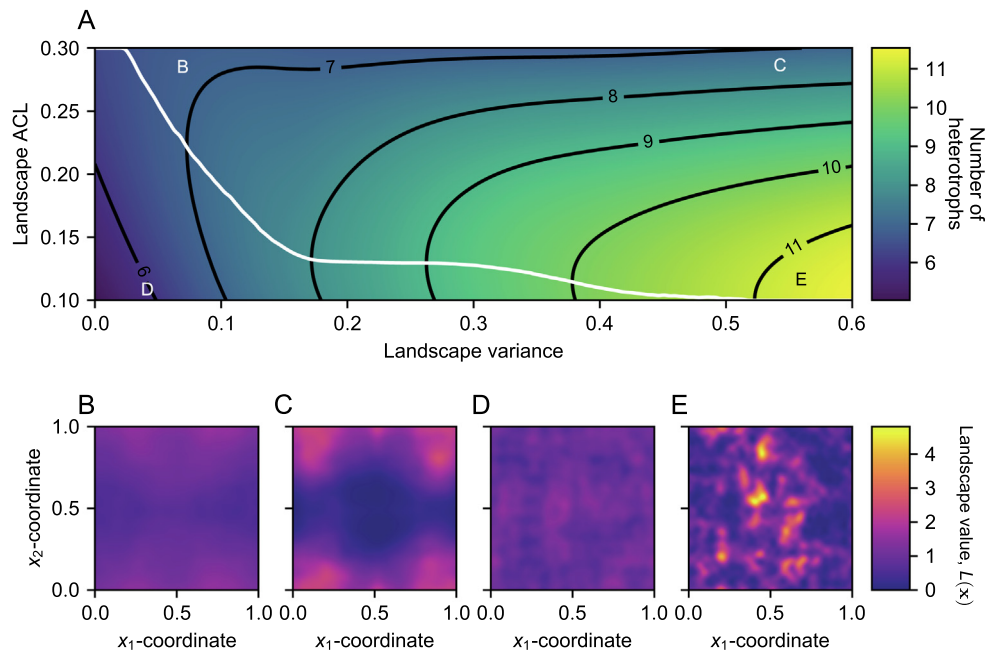 A
0.30
0.25
0.20
0.15
0.10
Landscape ACL
B
C
D
E
6
7
8
9
10
11
0.0 0.1 0.2 0.3 0.4 0.5 0.6
Landscape variance
11
10
9
8
7
6
Number of
heterotrophs
B
C
D
E
1.0
0.5
0.0
x₂-coordinate
0.0 0.5 1.0
x₁-coordinate
0.0 0.5 1.0
x₁-coordinate
0.0 0.5 1.0
x₁-coordinate
0.0 0.5 1.0
x₁-coordinate
4
3
2
1
0
Landscape value, L(x)